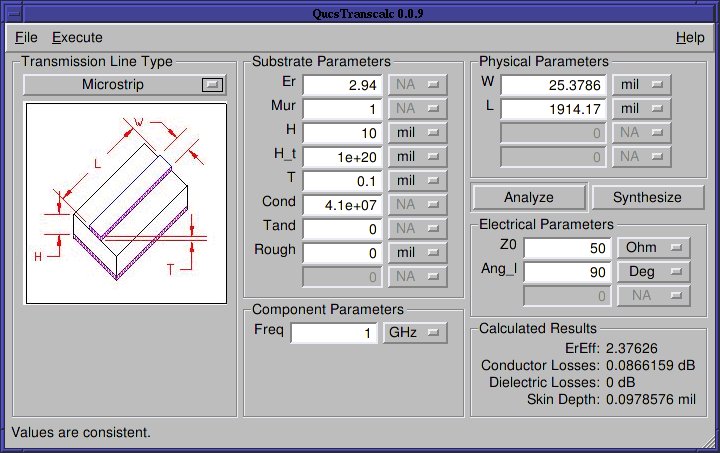 QucsTranscalc 0.0.9
File Execute Help
Transmission Line Type
Microstrip
W
L
H
T
Substrate Parameters
Er 2.94 NA
Mur 1 NA
H 10 mil
H_t 1e+20 mil
T 0.1 mil
Cond 4.1e+07 NA
Tand 0 NA
Rough 0 mil
0 NA
Component Parameters
Freq 1 GHz
Physical Parameters
W 25.3786 mil
L 1914.17 mil
0 NA
0 NA
Analyze Synthesize
Electrical Parameters
Z0 50 Ohm
Ang_l 90 Deg
0 NA
Calculated Results
ErEff: 2.37626
Conductor Losses: 0.0866159 dB
Dielectric Losses: 0 dB
Skin Depth: 0.0978576 mil
Values are consistent.